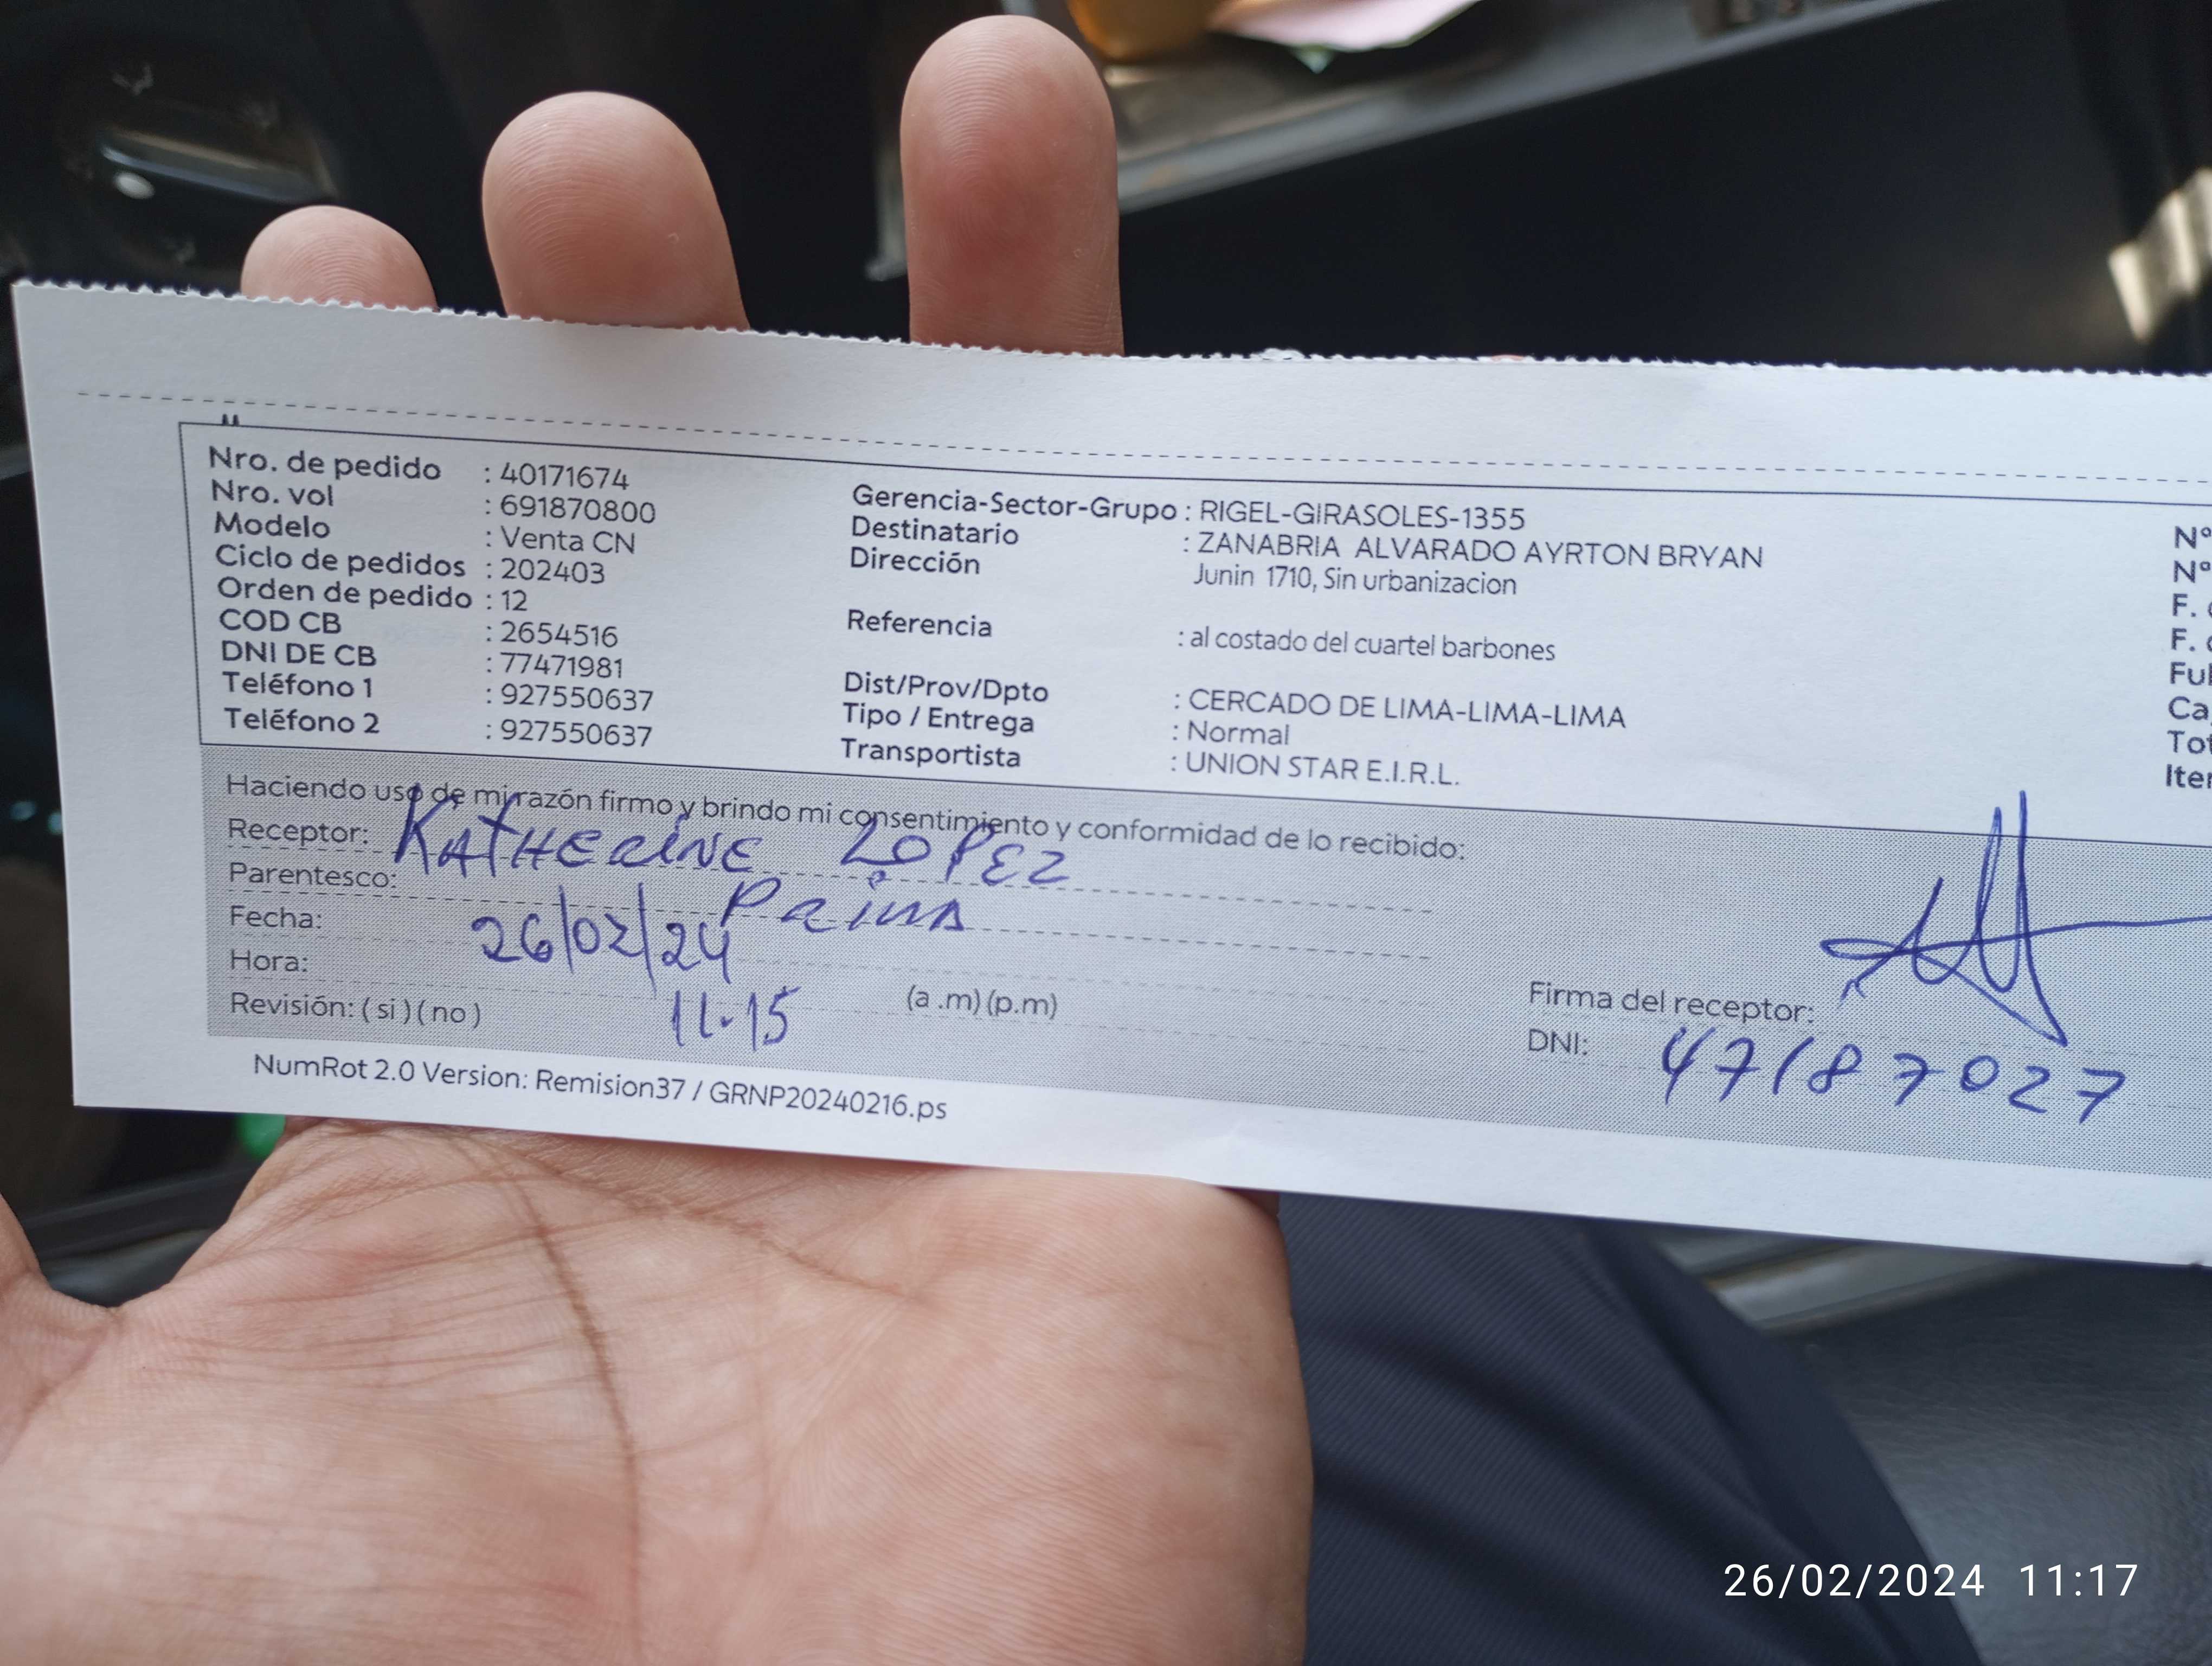 Nro. de pedido : 40171674
Nro. vol : 691870800
Modelo : Venta CN
Ciclo de pedidos : 202403
Orden de pedido : 12
COD CB : 2654516
DNI DE CB : 77471981
Teléfono 1 : 927550637
Teléfono 2 : 927550637
Gerencia-Sector-Grupo : RIGEL-GIRASOLES-1355
Destinatario : ZANABRIA ALVARADO AYRTON BRYAN
Dirección Junin 1710, Sin urbanizacion
Referencia : al costado del cuartel barbones
Dist/Prov/Dpto : CERCADO DE LIMA-LIMA-LIMA
Tipo / Entrega : Normal
Transportista : UNION STAR E.I.R.L.
Nº
Nº
F.
F.
Tot
Haciendo uso de mi razón firmo y brindo mi consentimiento y conformidad de lo recibido:
Receptor: KATHERINE LOPEZ
Parentesco: PRIMA
Fecha: 26/02/24
Hora: 11.15 (a .m) (p.m)
Revisión: ( si ) ( no )
Firma del receptor:
DNI: 47187027
NumRot 2.0 Version: Remision37 / GRNP20240216.ps
26/02/2024 11:17